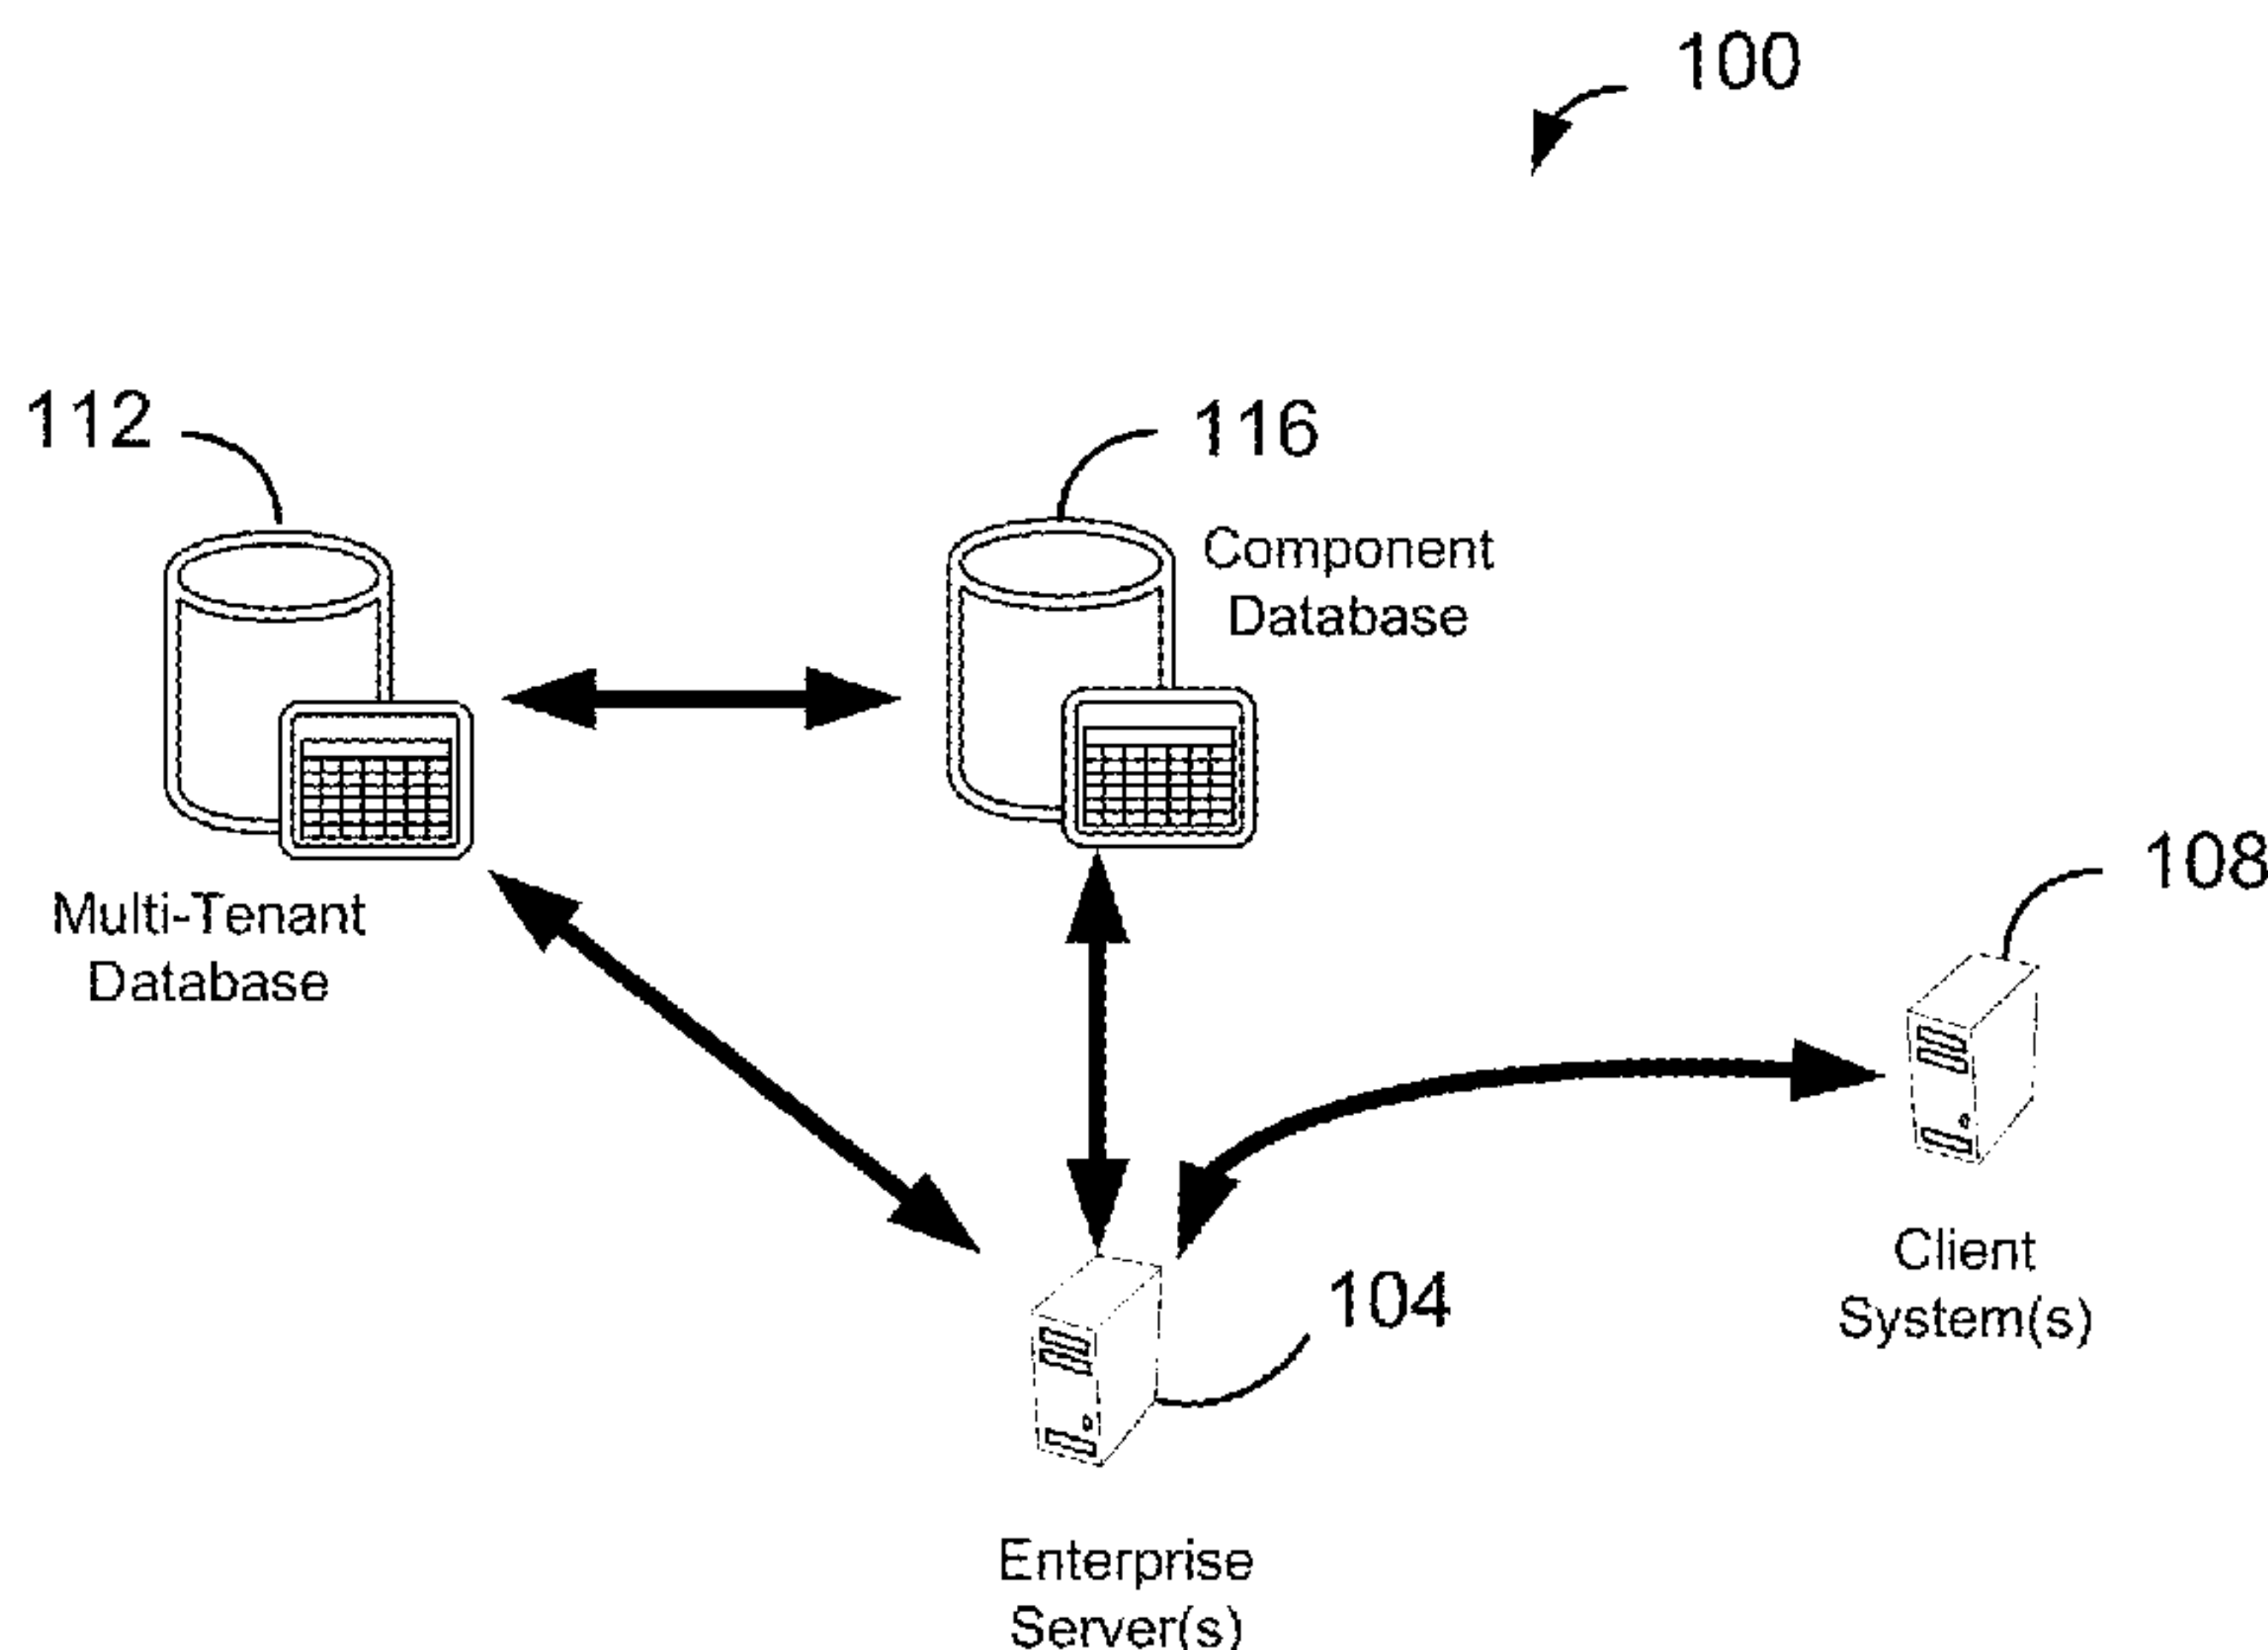 100
112
116
Component
Database
108
Multi-Tenant
Database
Client
System(s)
104
Enterprise
Server(s)